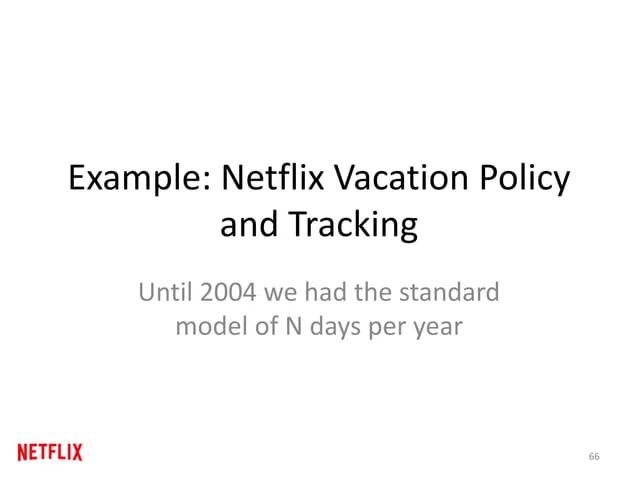 Example: Netflix Vacation Policy
and Tracking
Until 2004 we had the standard
model of N days per year
NETFLIX
66